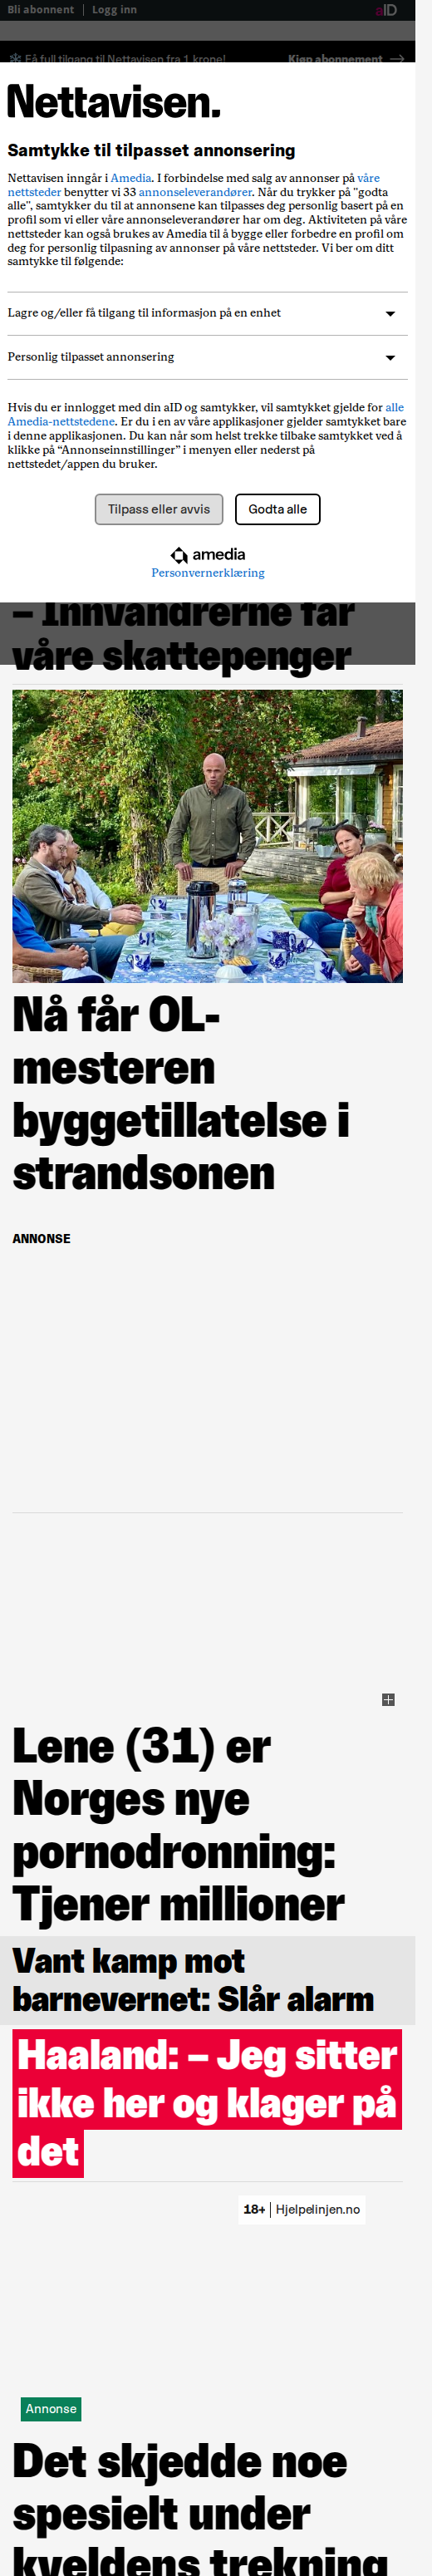 Bli abonnent
Logg inn
aID
Få full tilgang til Nettavisen fra 1 krone!
Kjøp abonnement
Nettavisen.
Samtykke til tilpasset annonsering
Nettavisen inngår i Amedia. I forbindelse med salg av annonser på våre
nettsteder benytter vi 33 annonseleverandører. Når du trykker på "godta
alle", samtykker du til at annonsene kan tilpasses deg personlig basert på en
profil som vi eller våre annonseleverandører har om deg. Aktiviteten på våre
nettsteder kan også brukes av Amedia til å bygge eller forbedre en profil om
deg for personlig tilpasning av annonser på våre nettsteder. Vi ber om ditt
samtykke til følgende:
Lagre og/eller få tilgang til informasjon på en enhet
Personlig tilpasset annonsering
Hvis du er innlogget med din aID og samtykker, vil samtykket gjelde for alle
Amedia-nettstedene. Er du i en av våre applikasjoner gjelder samtykket bare
i denne applikasjonen. Du kan når som helst trekke tilbake samtykket ved å
klikke på “Annonseinnstillinger” i menyen eller nederst på
nettstedet/appen du bruker.
Tilpass eller avvis
Godta alle
amedia
Personvernerklæring
– Innvandrerne får
våre skattepenger
Nå får OL-
mesteren
byggetillatelse i
strandsonen
ANNONSE
Lene (31) er
Norges nye
pornodronning:
Tjener millioner
Vant kamp mot
barnevernet: Slår alarm
Haaland: – Jeg sitter
ikke her og klager på
det
18+ Hjelpelinjen.no
Annonse
Det skjedde noe
spesielt under
kveldens trekning